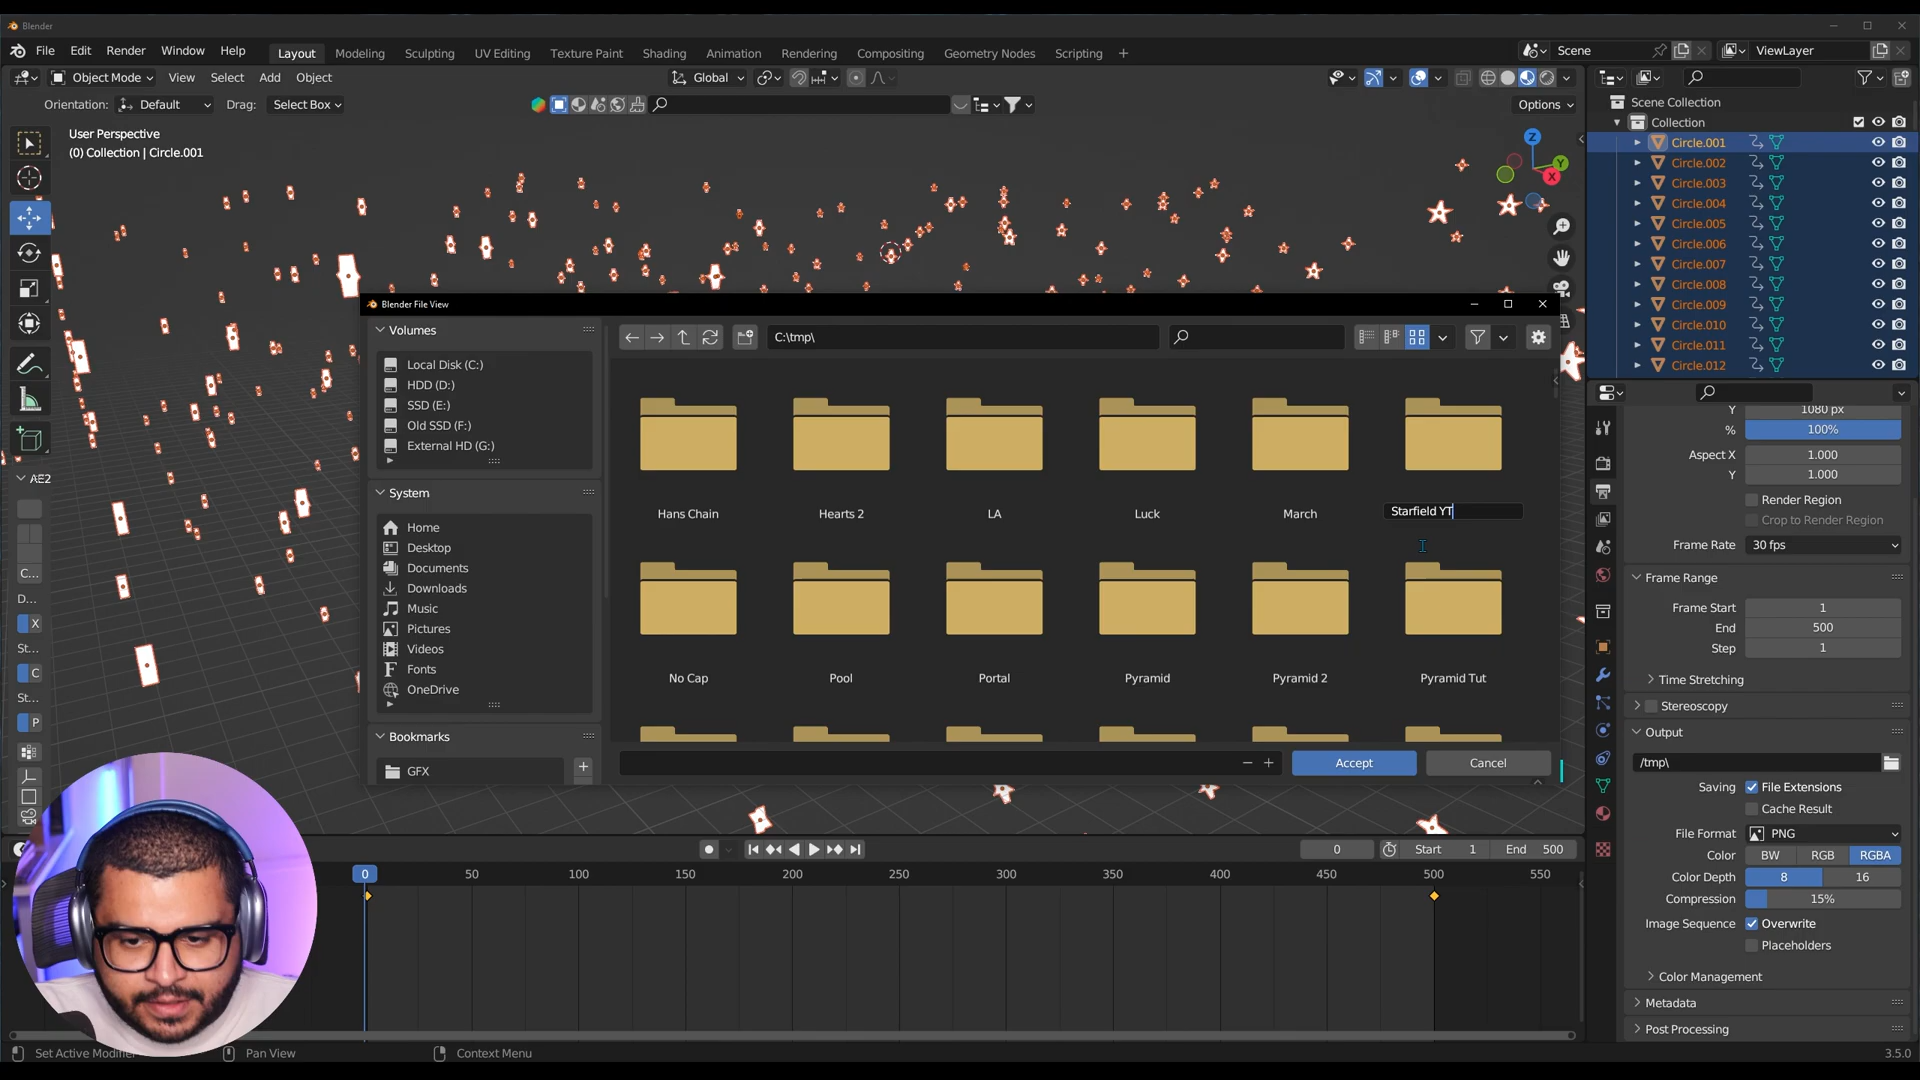 Blender
File Edit Render Window Help Layout Modeling Sculpting UV Editing Texture Paint Shading Animation Rendering Compositing Geometry Nodes Scripting + Scene ViewLayer
Object Mode View Select Add Object Global
Orientation: Default Drag: Select Box Options
User Perspective
(0) Collection | Circle.001
Z
Y
X
Scene Collection
Collection
Circle.001
Circle.002
Circle.003
Circle.004
Circle.005
Circle.006
Circle.007
Circle.008
Circle.009
Circle.010
Circle.011
Circle.012
AE2
C...
D...
X
St...
C
St...
P
Blender File View
Volumes
Local Disk (C:)
HDD (D:)
SSD (E:)
Old SSD (F:)
External HD (G:)
System
Home
Desktop
Documents
Downloads
Music
Pictures
Videos
Fonts
OneDrive
Bookmarks
GFX
C:\tmp\
Hans Chain Hearts 2 LA Luck March Starfield YT
No Cap Pool Portal Pyramid Pyramid 2 Pyramid Tut
Accept Cancel
Y 1080 px
% 100%
Aspect X 1.000
Y 1.000
Render Region
Crop to Render Region
Frame Rate 30 fps
Frame Range
Frame Start 1
End 500
Step 1
Time Stretching
Stereoscopy
Output
/tmp\
Saving File Extensions
Cache Result
File Format PNG
Color BW RGB RGBA
Color Depth 8 16
Compression 15%
Image Sequence Overwrite
Placeholders
Color Management
Metadata
Post Processing
0 Start 1 End 500
0 50 100 150 200 250 300 350 400 450 500 550
Set Active Modifier Pan View Context Menu 3.5.0